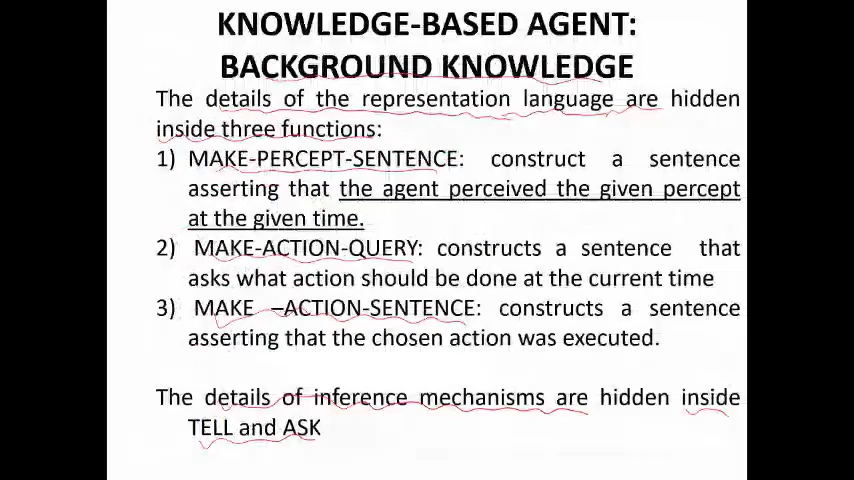 KNOWLEDGE-BASED AGENT:
BACKGROUND KNOWLEDGE
The details of the representation language are hidden
inside three functions:
1) MAKE-PERCEPT-SENTENCE: construct a sentence
asserting that the agent perceived the given percept
at the given time.
2) MAKE-ACTION-QUERY: constructs a sentence that
asks what action should be done at the current time
3) MAKE –ACTION-SENTENCE: constructs a sentence
asserting that the chosen action was executed.
The details of inference mechanisms are hidden inside
TELL and ASK